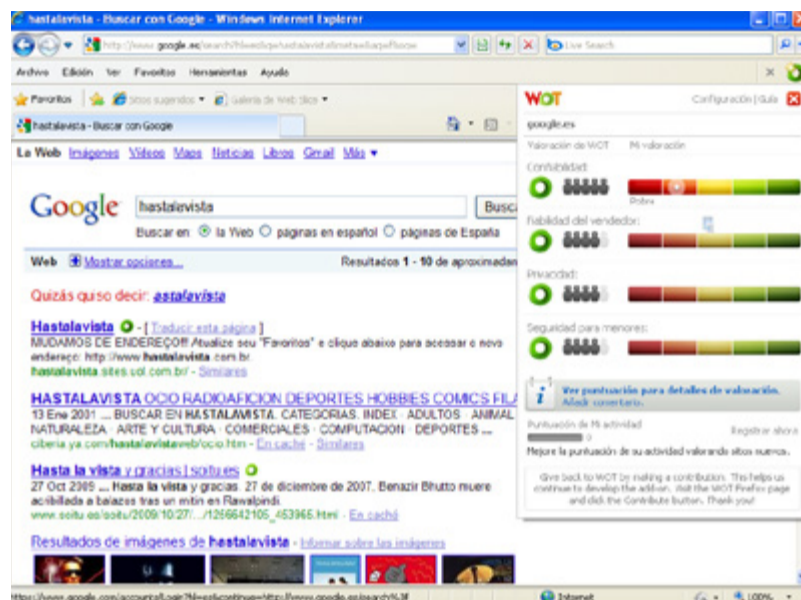 hastalavista - Buscar con Google - Windows Internet Explorer
Live Search
Archivo Edición Ver Favoritos Herramientas Ayuda
Favoritos Sitios sugeridos Galería de Web Slice
hastalavista - Buscar con Google
La Web Imágenes Vídeos Maps Noticias Libros Gmail Más ▼
Google hastalavista Busca
Buscar en: la Web páginas en español páginas de España
Web Mostrar opciones... Resultados 1 - 10 de aproximadam
Quizás quiso decir: astalavista
Hastalavista - [ Traducir esta página ]
MUDAMOS DE ENDEREÇO!!! Atualize seu "Favoritos" e clique abaixo para acessar o novo
endereço: http://www.hastalavista.com.br.
hastalavista.sites.uol.com.br/ - Similares
HASTALAVISTA OCIO RADIOAFICION DEPORTES HOBBIES COMICS FILA
13 Ene 2001 ... BUSCAR EN HASTALAVISTA. CATEGORIAS. INDEX · ADULTOS · ANIMAL
NATURALEZA · ARTE Y CULTURA · COMERCIALES · COMPUTACION · DEPORTES ...
ciberia.ya.com/hastalavistaweb/ocio.htm - En caché - Similares
Hasta la vista y gracias | soitu.es
27 Oct 2009 ... Hasta la vista y gracias. 27 de diciembre de 2007. Benazir Bhutto muere
acribillada a balazos tras un mitin en Rawalpindi.
www.soitu.es/soitu/2009/10/27/.../1256642105_453965.html - En caché
Resultados de imágenes de hastalavista - Informar sobre las imágenes
WOT Configuración | Guía
google.es
Valoración de WOT Mi valoración
Confiabilidad:
Pobre
Fiabilidad del vendedor:
Privacidad:
Seguridad para menores:
Ver puntuación para detalles de valoración.
Añadir comentario.
Puntuación de Mi actividad Registrar ahora
0
Mejore la puntuación de su actividad valorando sitios nuevos.
Give back to WOT by making a contribution. This helps us
continue to develop the add-on. Visit the WOT Firefox page
and click the Contribute button. Thank you!
Internet 100%